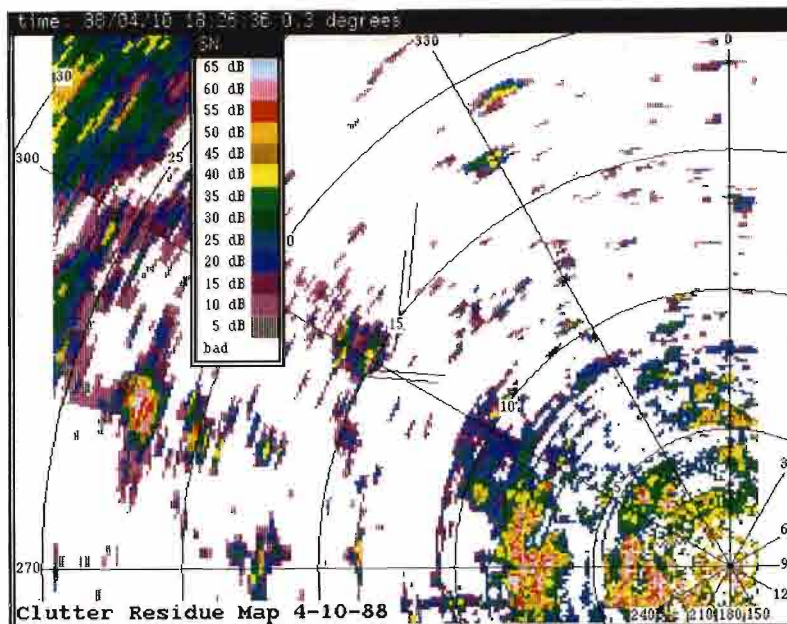 time: 88/04/10 18:26:36 0.3 degrees
SN
65 dB
60 dB
55 dB
50 dB
45 dB
40 dB
35 dB
30 dB
25 dB
20 dB
15 dB
10 dB
5 dB
bad
330
0
30
300
25
15
10
3
6
270
9
12
Clutter Residue Map 4-10-88
240
210 180 150